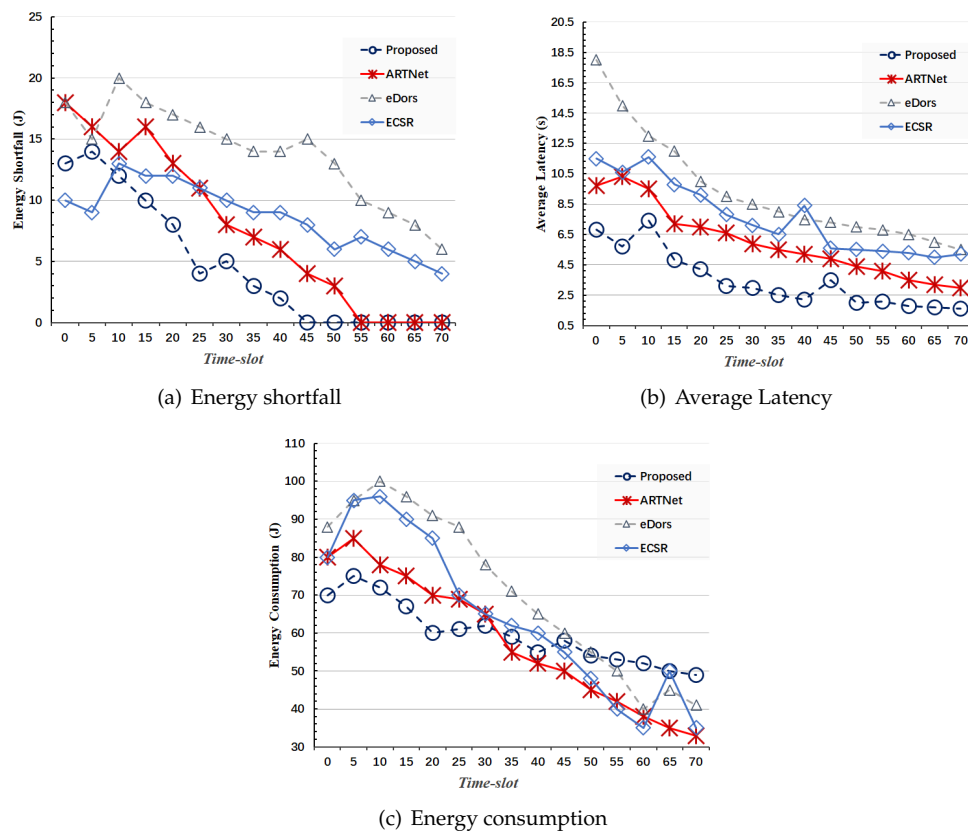 25
20
15
10
5
0
Energy Shortfall (J)
Proposed
ARTNet
eDors
ECSR
0 5 10 15 20 25 30 35 40 45 50 55 60 65 70
Time-slot
(a) Energy shortfall
20.5
18.5
16.5
14.5
12.5
10.5
8.5
6.5
4.5
2.5
0.5
Average Latency (s)
Proposed
ARTNet
eDors
ECSR
0 5 10 15 20 25 30 35 40 45 50 55 60 65 70
Time-slot
(b) Average Latency
110
100
90
80
70
60
50
40
30
Energy Consumption (J)
Proposed
ARTNet
eDors
ECSR
0 5 10 15 20 25 30 35 40 45 50 55 60 65 70
Time-slot
(c) Energy consumption